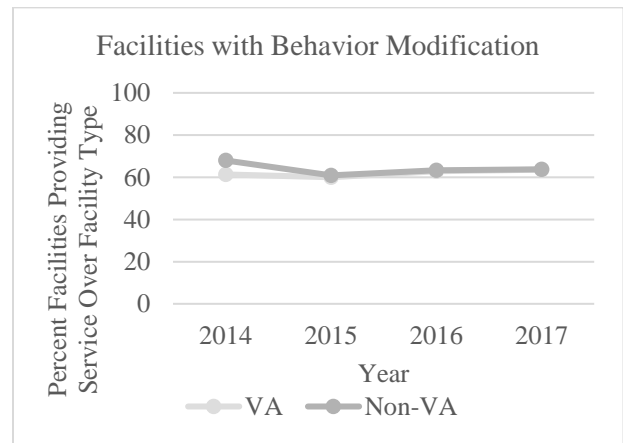 Facilities with Behavior Modification
Percent Facilities Providing
Service Over Facility Type
100
80
60
40
20
0
2014 2015 2016 2017
Year
VA Non-VA